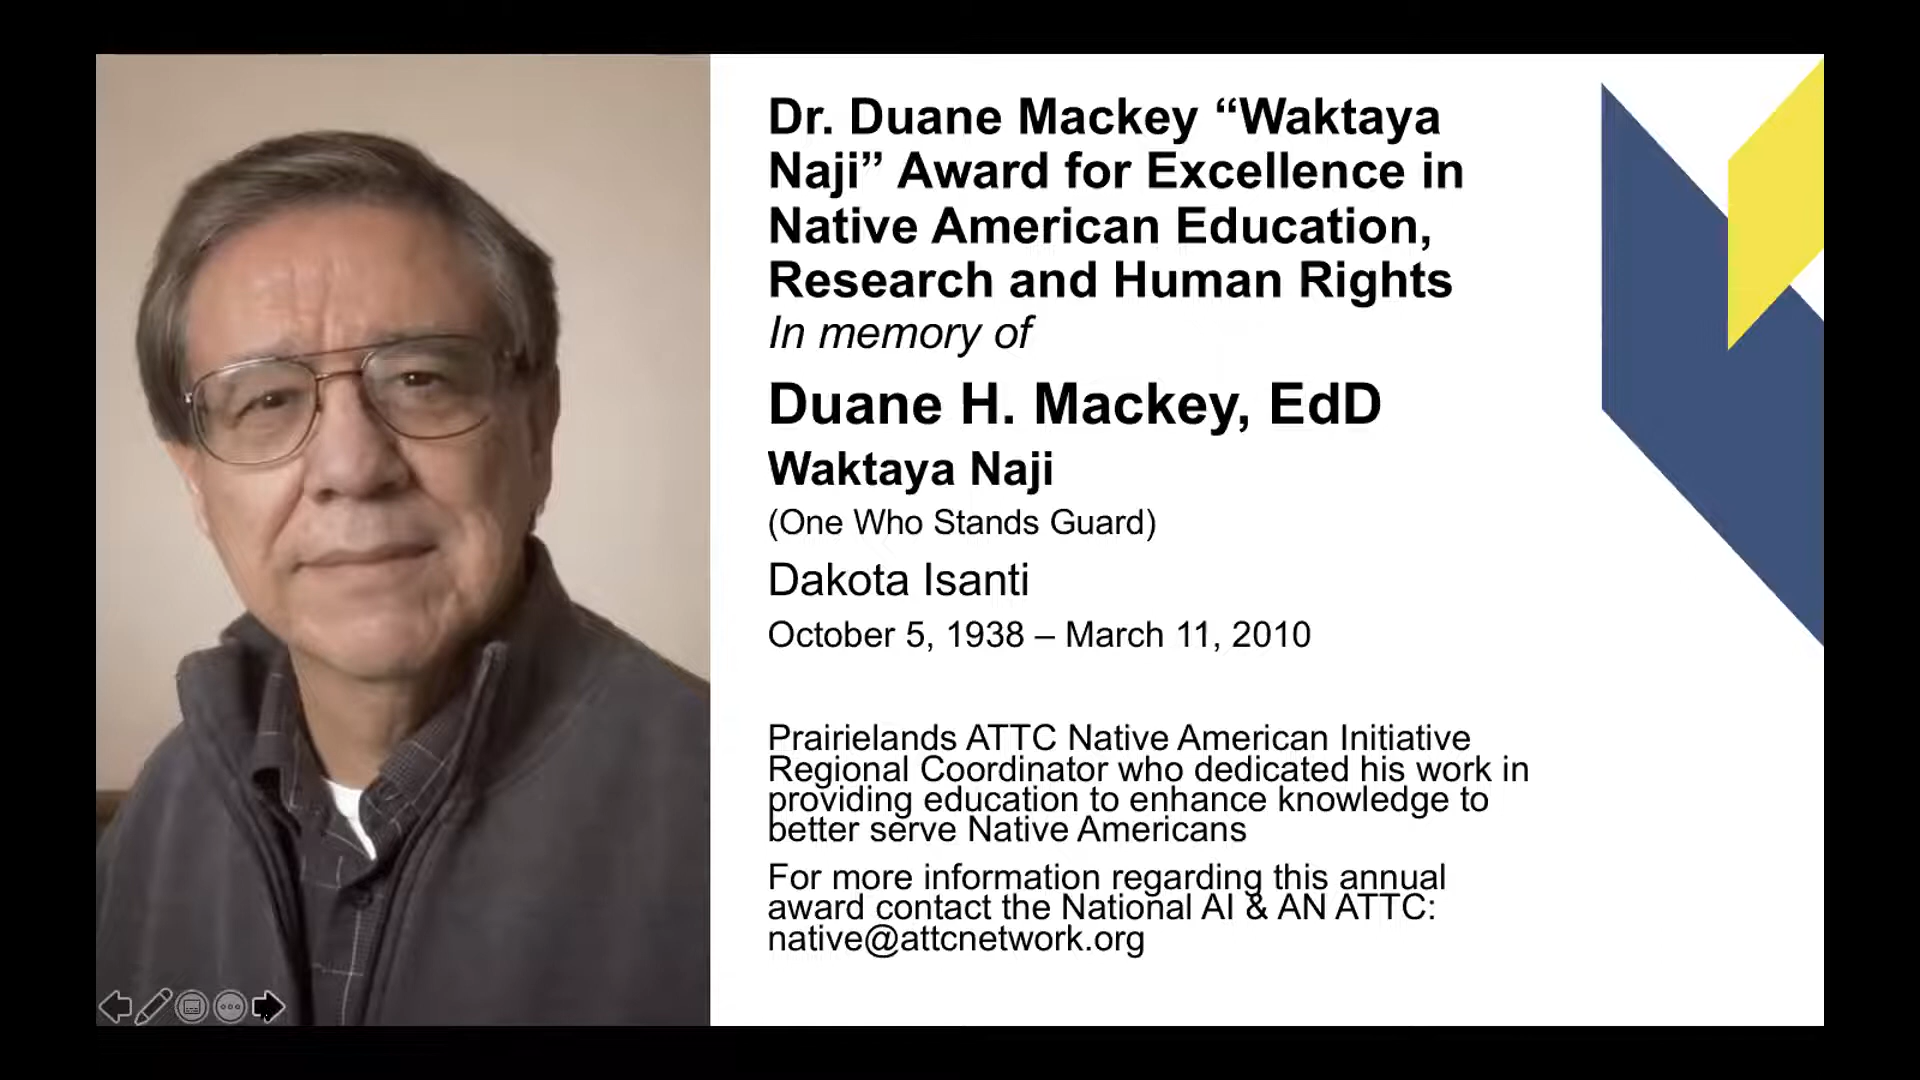 Dr. Duane Mackey “Waktaya
Naji” Award for Excellence in
Native American Education,
Research and Human Rights
In memory of
Duane H. Mackey, EdD
Waktaya Naji
(One Who Stands Guard)
Dakota Isanti
October 5, 1938 – March 11, 2010
Prairielands ATTC Native American Initiative
Regional Coordinator who dedicated his work in
providing education to enhance knowledge to
better serve Native Americans
For more information regarding this annual
award contact the National AI & AN ATTC:
native@attcnetwork.org